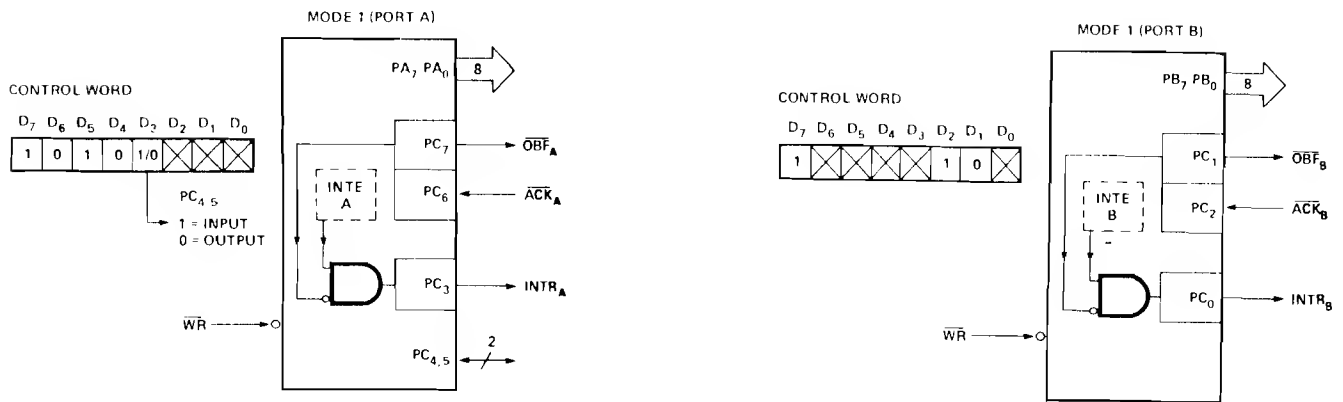 MODE 1 (PORT A)
PA7 PA0
8
CONTROL WORD
D7 D6 D5 D4 D3 D2 D1 D0
1 0 1 0 1/0
PC4,5
1 = INPUT
0 = OUTPUT
INTE
A
PC7
OBFA
PC6
ACKA
PC3
INTRA
WR
PC4,5
2
MODE 1 (PORT B)
PB7 PB0
8
CONTROL WORD
D7 D6 D5 D4 D3 D2 D1 D0
1 1 0
INTE
B
PC1
OBFB
PC2
ACKB
PC0
INTRB
WR